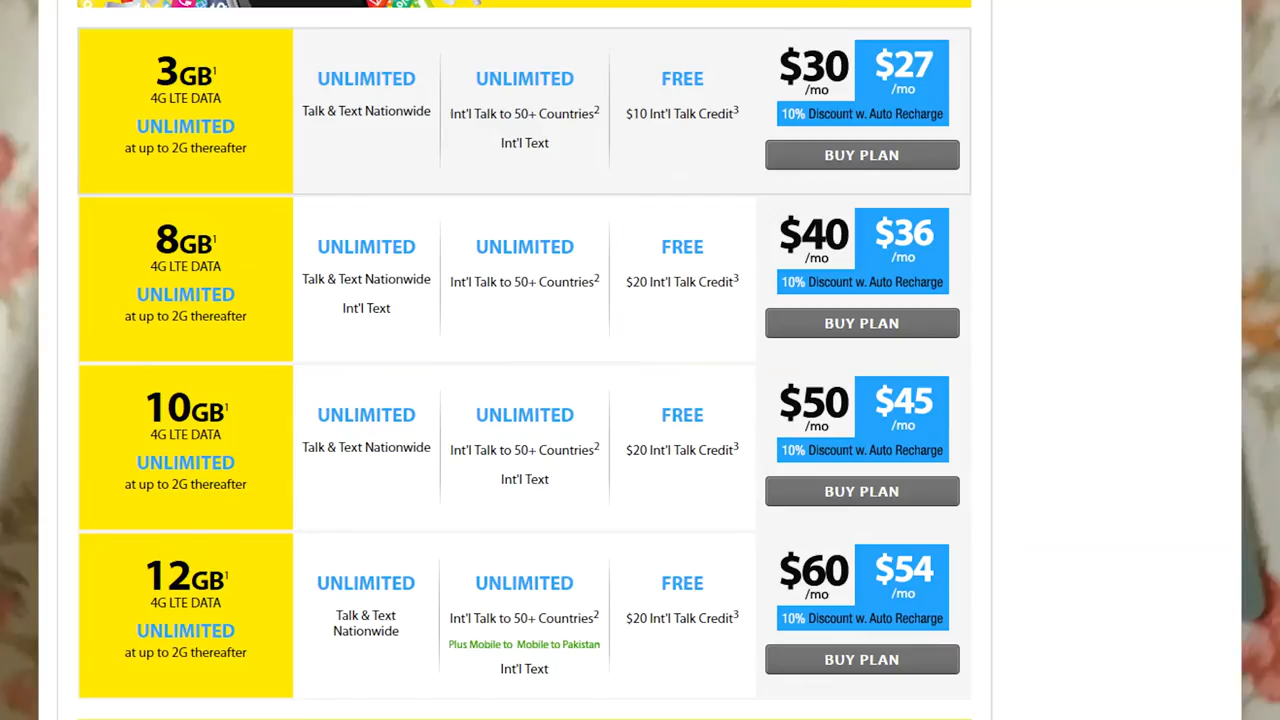 3GB¹
4G LTE DATA
UNLIMITED
at up to 2G thereafter
UNLIMITED
Talk & Text Nationwide
UNLIMITED
Int'l Talk to 50+ Countries²
Int'l Text
FREE
$10 Int'l Talk Credit³
$30 /mo
$27 /mo
10% Discount w. Auto Recharge
BUY PLAN
8GB¹
4G LTE DATA
UNLIMITED
at up to 2G thereafter
UNLIMITED
Talk & Text Nationwide
Int'l Text
UNLIMITED
Int'l Talk to 50+ Countries²
FREE
$20 Int'l Talk Credit³
$40 /mo
$36 /mo
10% Discount w. Auto Recharge
BUY PLAN
10GB¹
4G LTE DATA
UNLIMITED
at up to 2G thereafter
UNLIMITED
Talk & Text Nationwide
UNLIMITED
Int'l Talk to 50+ Countries²
Int'l Text
FREE
$20 Int'l Talk Credit³
$50 /mo
$45 /mo
10% Discount w. Auto Recharge
BUY PLAN
12GB¹
4G LTE DATA
UNLIMITED
at up to 2G thereafter
UNLIMITED
Talk & Text
Nationwide
UNLIMITED
Int'l Talk to 50+ Countries²
Plus Mobile to Mobile to Pakistan
Int'l Text
FREE
$20 Int'l Talk Credit³
$60 /mo
$54 /mo
10% Discount w. Auto Recharge
BUY PLAN